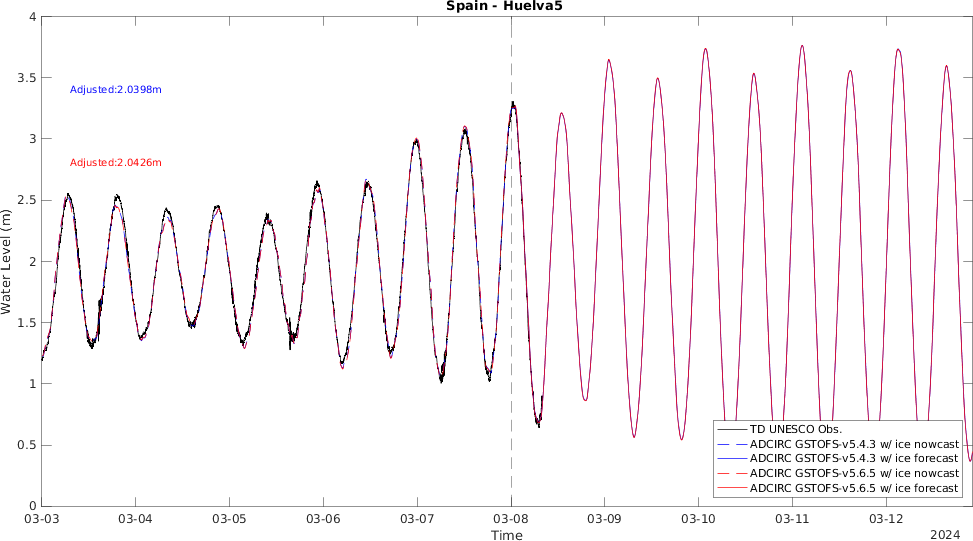 Spain - Huelva5
4
3.5
3
2.5
2
1.5
1
0.5
0
Water Level (m)
Adjusted:2.0398m
Adjusted:2.0426m
TD UNESCO Obs.
ADCIRC GSTOFS-v5.4.3 w/ ice nowcast
ADCIRC GSTOFS-v5.4.3 w/ ice forecast
ADCIRC GSTOFS-v5.6.5 w/ ice nowcast
ADCIRC GSTOFS-v5.6.5 w/ ice forecast
03-03 03-04 03-05 03-06 03-07 03-08 03-09 03-10 03-11 03-12
Time
2024